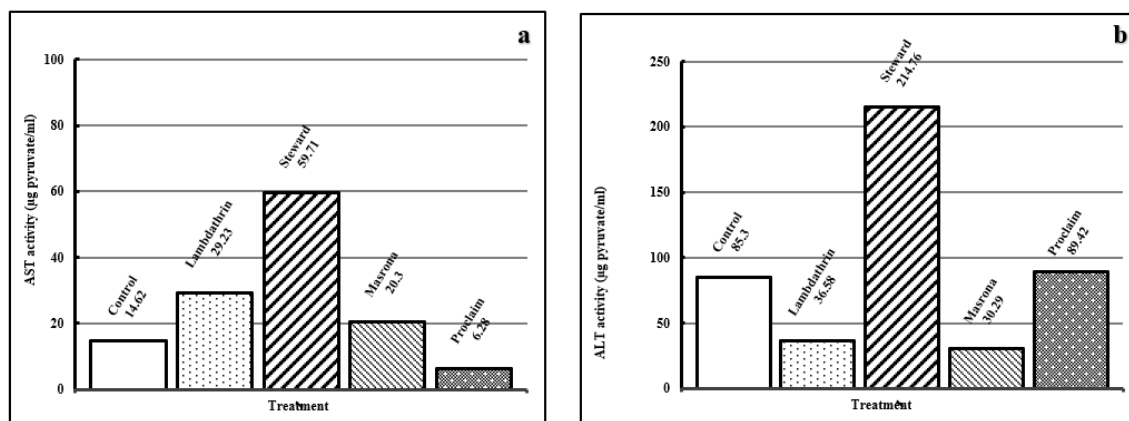 a
100
80
60
40
20
0
AST activity (µg pyruvate/ml)
Control
14.62
Lambdathrin
29.23
Steward
59.71
Masrona
20.3
Proclaim
6.28
Treatment
b
250
200
150
100
50
0
ALT activity (µg pyruvate/ml)
Control
85.3
Lambdathrin
36.58
Steward
214.76
Masrona
30.29
Proclaim
89.42
Treatment